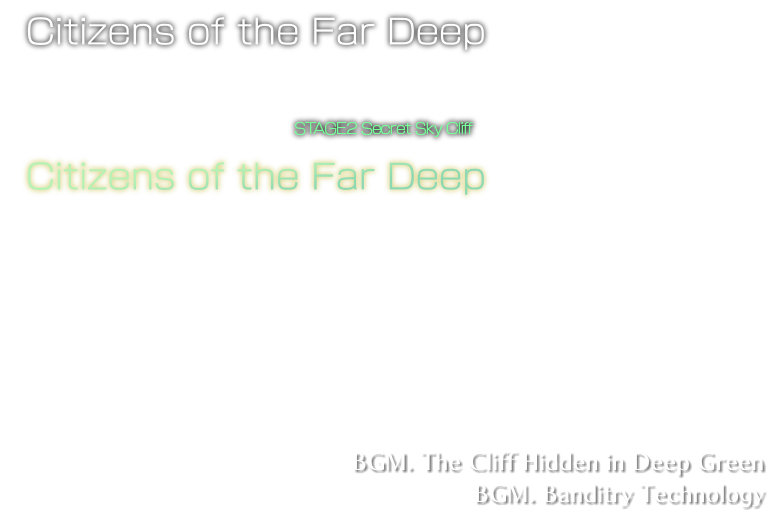 Citizens of the Far Deep
STAGE2 Secret Sky Cliff
Citizens of the Far Deep
BGM. The Cliff Hidden in Deep Green
BGM. Banditry Technology